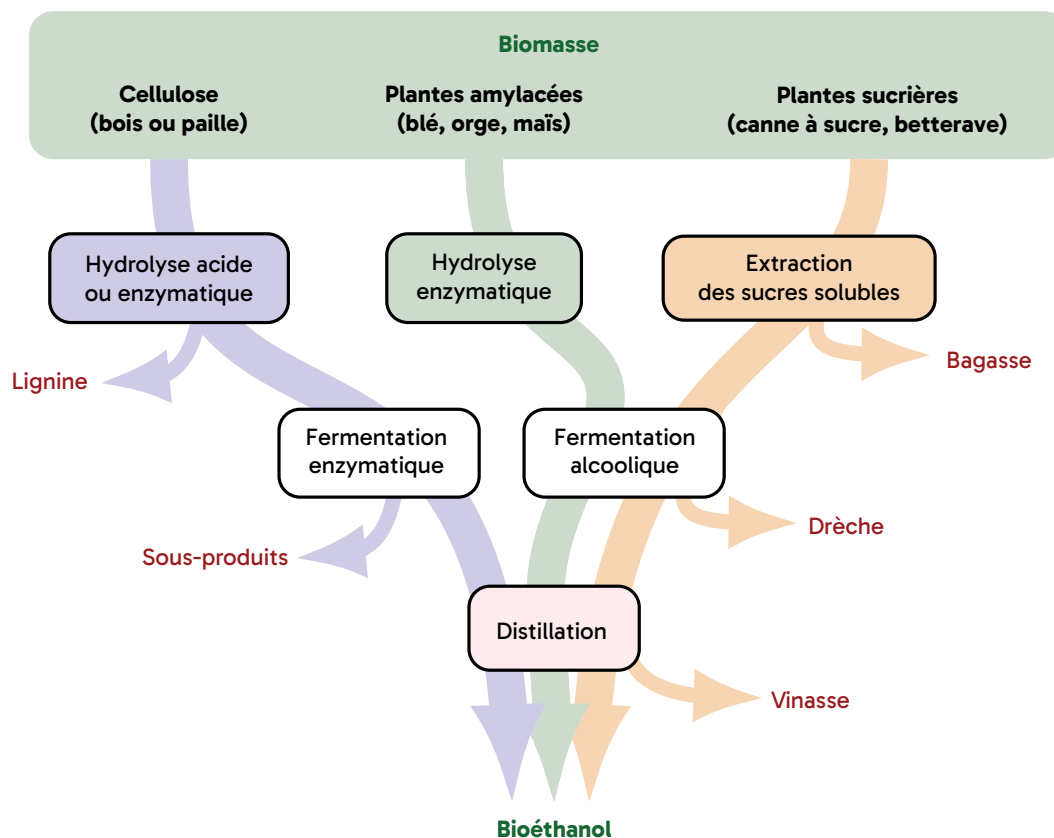 Biomasse
Cellulose
(bois ou paille)
Plantes amylacées
(blé, orge, maïs)
Plantes sucrières
(canne à sucre, betterave)
Hydrolyse acide
ou enzymatique
Hydrolyse
enzymatique
Extraction
des sucres solubles
Lignine
Bagasse
Fermentation
enzymatique
Fermentation
alcoolique
Sous-produits
Drèche
Distillation
Vinasse
Bioéthanol